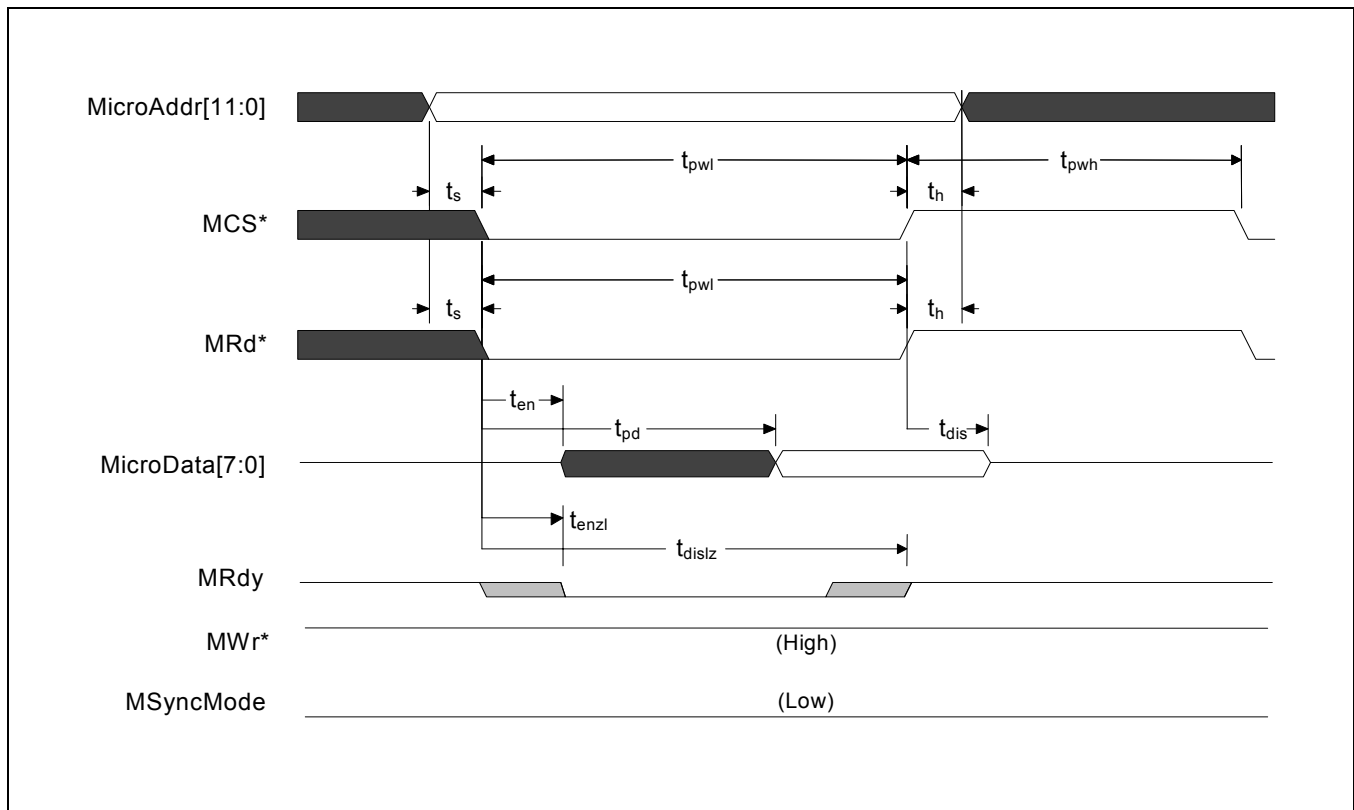 MicroAddr[11:0]
tpwl
tpwh
ts
th
MCS*
tpwl
ts
th
MRd*
ten
tpd
tdis
MicroData[7:0]
tenzl
tdislz
MRdy
MWr*
(High)
MSyncMode
(Low)